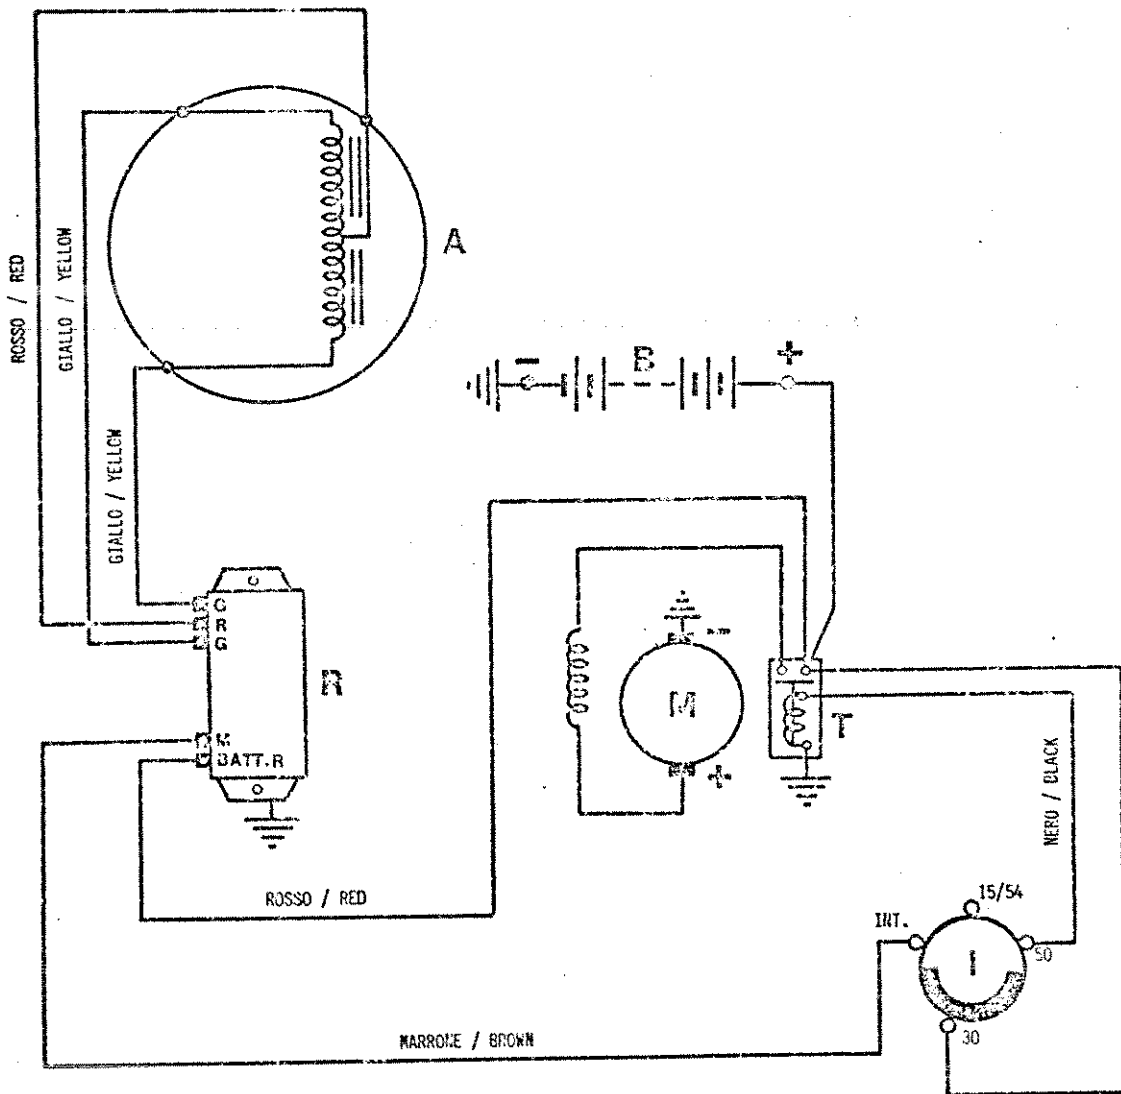 A
ROSSO / RED
GIALLO / YELLOW
GIALLO / YELLOW
- B +
G
R
G
R
M
BATT.R
M
-
+
T
NERO / BLACK
ROSSO / RED
15/54
INT.
50
I
30
MARRONE / BROWN